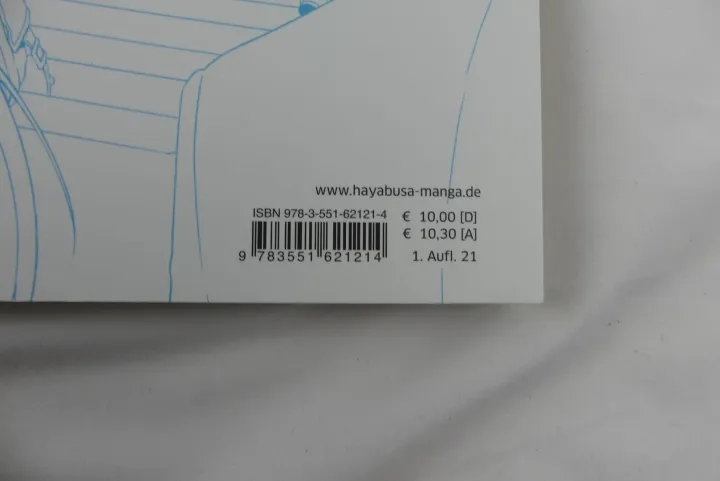 www.hayabusa-manga.de
ISBN 978-3-551-62121-4
€ 10,00 [D]
€ 10,30 [A]
9 783551 621214
1. Aufl. 21